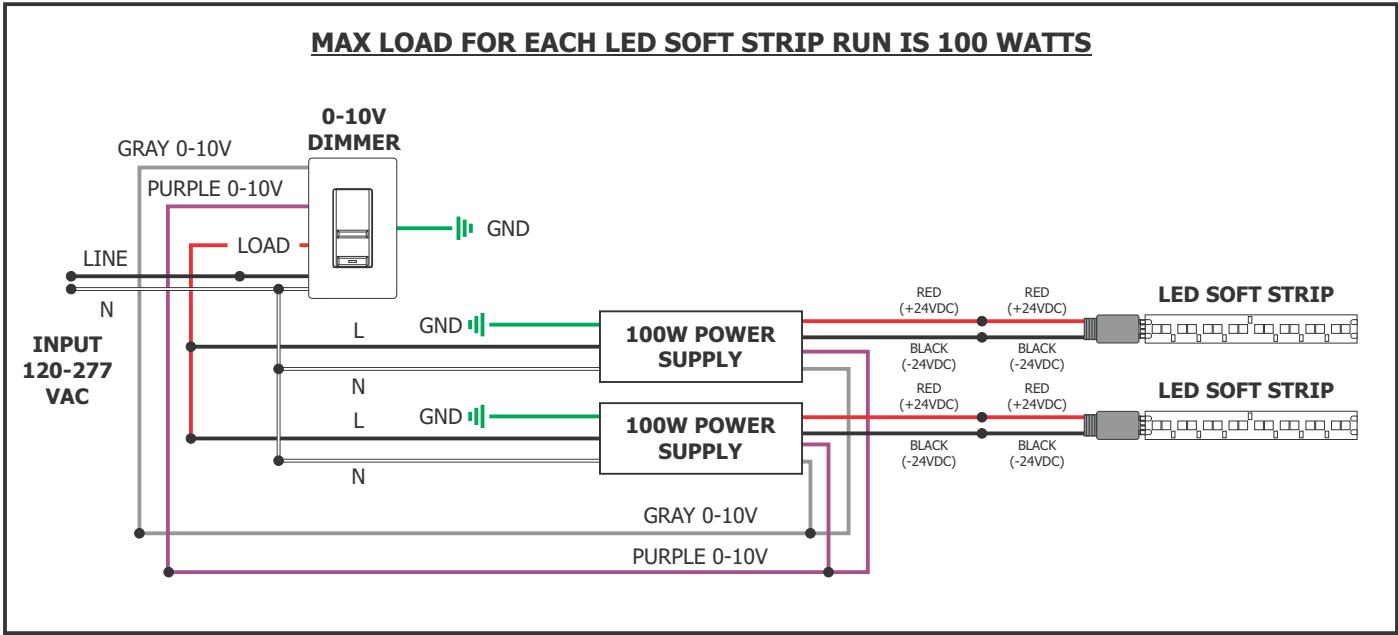 MAX LOAD FOR EACH LED SOFT STRIP RUN IS 100 WATTS
0-10V
DIMMER
GRAY 0-10V
PURPLE 0-10V
LOAD
GND
LINE
N
INPUT
120-277
VAC
L
GND
N
100W POWER
SUPPLY
RED
(+24VDC)
RED
(+24VDC)
BLACK
(-24VDC)
BLACK
(-24VDC)
LED SOFT STRIP
L
GND
N
100W POWER
SUPPLY
RED
(+24VDC)
RED
(+24VDC)
BLACK
(-24VDC)
BLACK
(-24VDC)
LED SOFT STRIP
GRAY 0-10V
PURPLE 0-10V